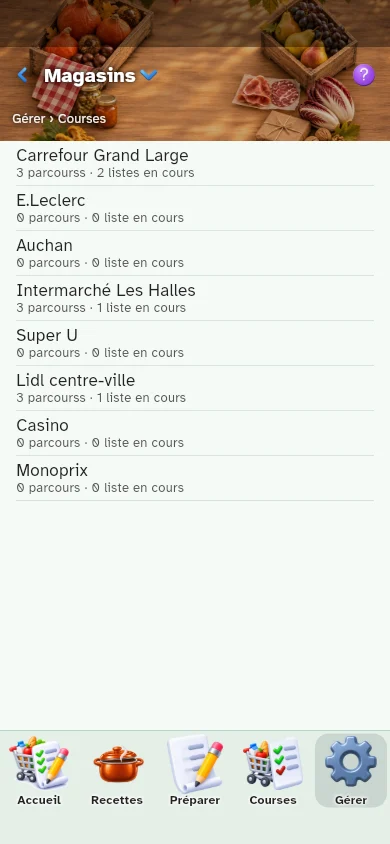 Magasins
?
Gérer › Courses
Carrefour Grand Large
3 parcourss · 2 listes en cours
E.Leclerc
0 parcours · 0 liste en cours
Auchan
0 parcours · 0 liste en cours
Intermarché Les Halles
3 parcourss · 1 liste en cours
Super U
0 parcours · 0 liste en cours
Lidl centre-ville
3 parcourss · 1 liste en cours
Casino
0 parcours · 0 liste en cours
Monoprix
0 parcours · 0 liste en cours
Accueil
Recettes
Préparer
Courses
Gérer